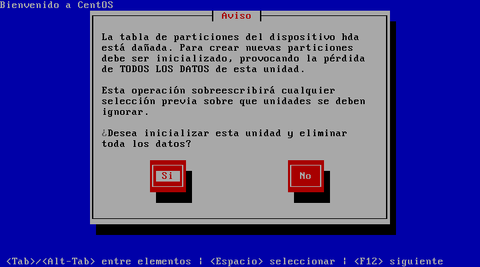 Bienvenido a CentOS
Aviso
La tabla de particiones del dispositivo hda
está dañada. Para crear nuevas particiones
debe ser inicializado, provocando la pérdida
de TODOS LOS DATOS de esta unidad.
Esta operación sobreescribirá cualquier
selección previa sobre que unidades se deben
ignorar.
¿Desea inicializar esta unidad y eliminar
toda los datos?
Sí No
<Tab>/<Alt-Tab> entre elementos | <Espacio> seleccionar | <F12> siguiente